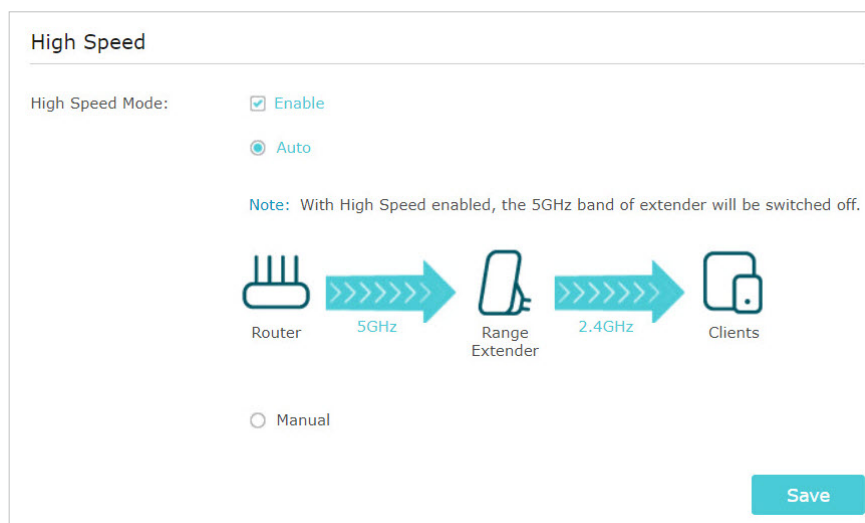 High Speed
High Speed Mode:
Enable
Auto
Note: With High Speed enabled, the 5GHz band of extender will be switched off.
Router
5GHz
Range
Extender
2.4GHz
Clients
Manual
Save